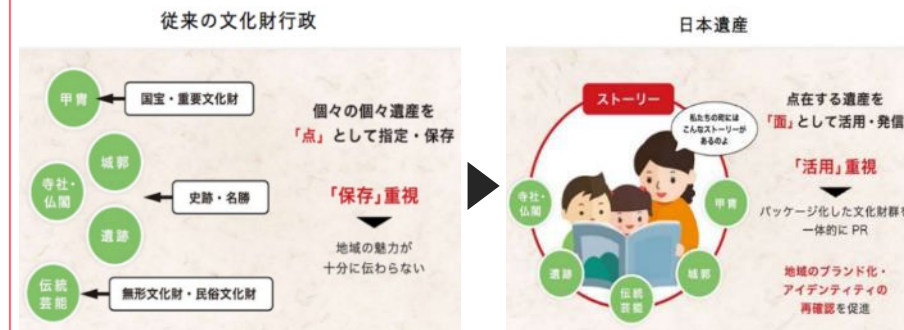 従来の文化財行政
甲冑
国宝・重要文化財
城郭
寺社・
仏閣
史跡・名勝
遺跡
伝統
芸能
無形文化財・民俗文化財
個々の個々遺産を
「点」として指定・保存
「保存」重視
地域の魅力が
十分に伝わらない
日本遺産
ストーリー
私たちの町には
こんなストーリーが
あるのよ
寺社・
仏閣
甲冑
遺跡
城郭
伝統
芸能
点在する遺産を
「面」として活用・発信
「活用」重視
パッケージ化した文化財群を
一体的に PR
地域のブランド化・
アイデンティティの
再確認を促進